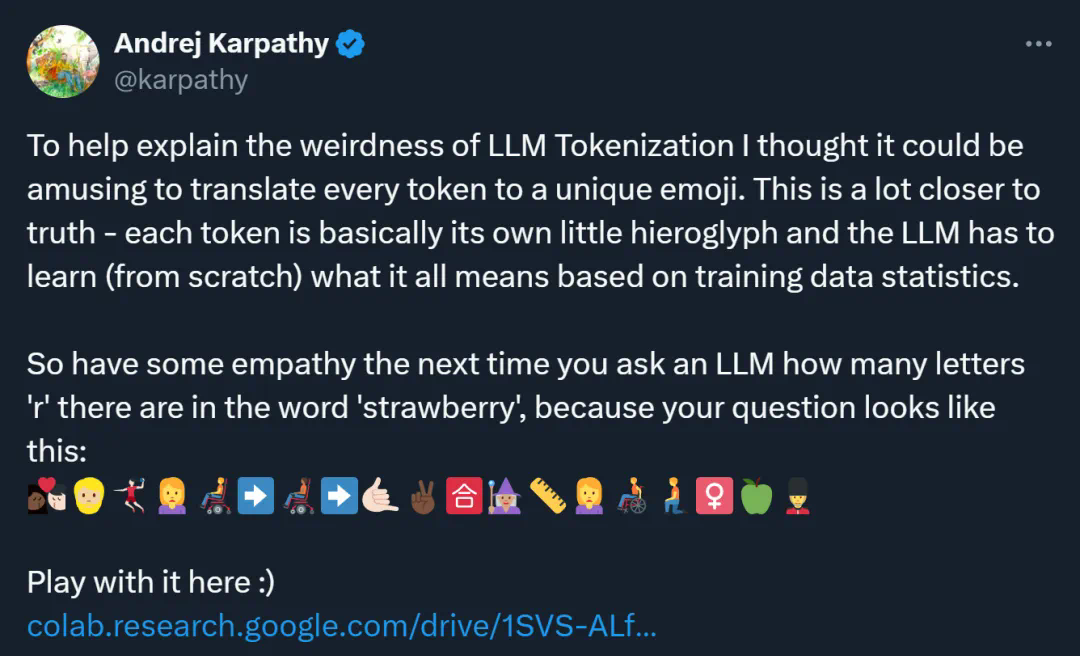 Andrej Karpathy
@karpathy
To help explain the weirdness of LLM Tokenization I thought it could be
amusing to translate every token to a unique emoji. This is a lot closer to
truth - each token is basically its own little hieroglyph and the LLM has to
learn (from scratch) what it all means based on training data statistics.
So have some empathy the next time you ask an LLM how many letters
'r' there are in the word 'strawberry', because your question looks like
this:
Play with it here :)
colab.research.google.com/drive/1SVS-ALf...